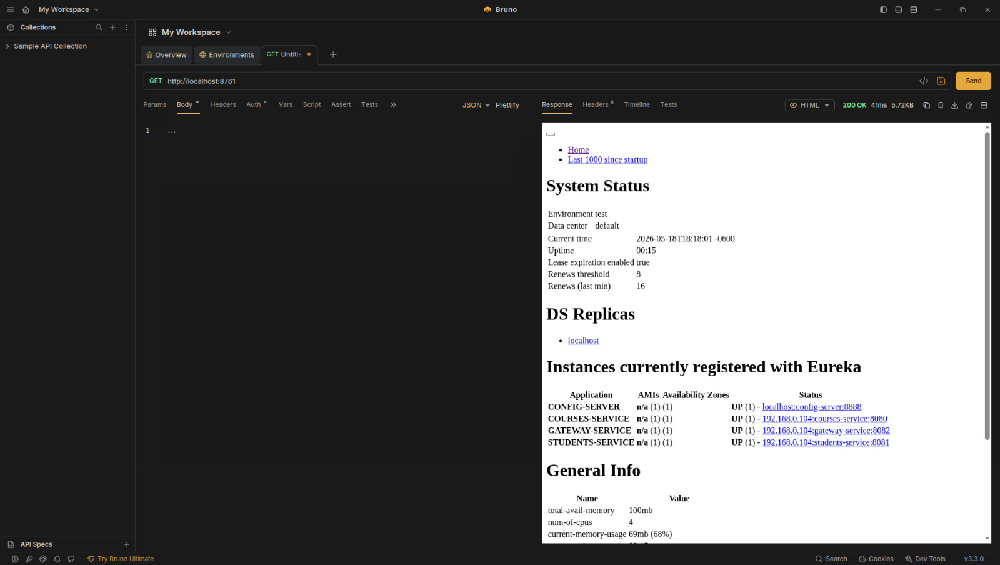 My Workspace
Bruno
Collections
Sample API Collection
My Workspace
Overview
Environments
GET Untitle
GET http://localhost:8761
Send
Params Body Headers Auth Vars Script Assert Tests
JSON Prettify
1 ...
Response Headers 6 Timeline Tests
HTML 200 OK 41ms 5.72KB
Home
Last 1000 since startup
System Status
Environment test
Data center default
Current time 2026-05-18T18:18:01 -0600
Uptime 00:15
Lease expiration enabled true
Renews threshold 8
Renews (last min) 16
DS Replicas
localhost
Instances currently registered with Eureka
Application AMIs Availability Zones Status
CONFIG-SERVER n/a (1) (1) UP (1) - localhost:config-server:8888
COURSES-SERVICE n/a (1) (1) UP (1) - 192.168.0.104:courses-service:8080
GATEWAY-SERVICE n/a (1) (1) UP (1) - 192.168.0.104:gateway-service:8082
STUDENTS-SERVICE n/a (1) (1) UP (1) - 192.168.0.104:students-service:8081
General Info
Name Value
total-avail-memory 100mb
num-of-cpus 4
current-memory-usage 69mb (68%)
API Specs
Try Bruno Ultimate
Search Cookies Dev Tools v3.3.0